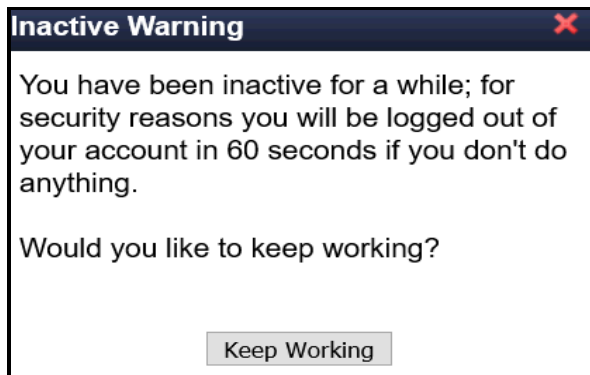 Inactive Warning
You have been inactive for a while; for
security reasons you will be logged out of
your account in 60 seconds if you don't do
anything.
Would you like to keep working?
Keep Working